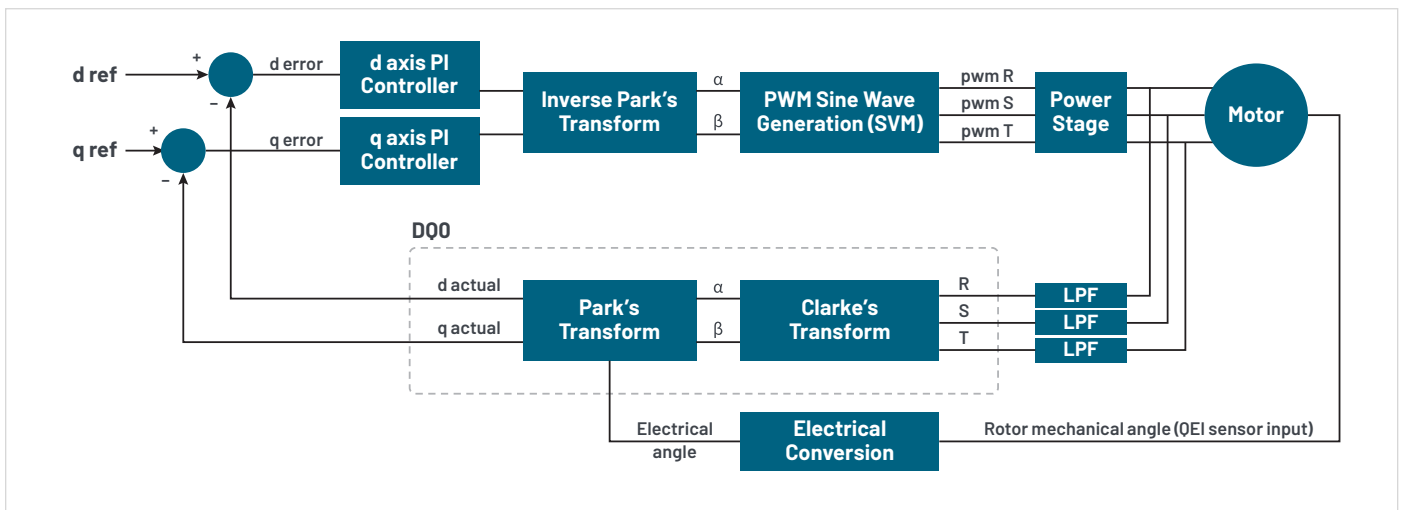 d ref
+
−
d error
d axis PI
Controller
q ref
+
−
q error
q axis PI
Controller
Inverse Park's
Transform
α
β
PWM Sine Wave
Generation (SVM)
pwm R
pwm S
pwm T
Power
Stage
Motor
DQ0
d actual
q actual
Park's
Transform
α
β
Clarke's
Transform
R
S
T
LPF
LPF
LPF
Electrical
angle
Electrical
Conversion
Rotor mechanical angle (QEI sensor input)